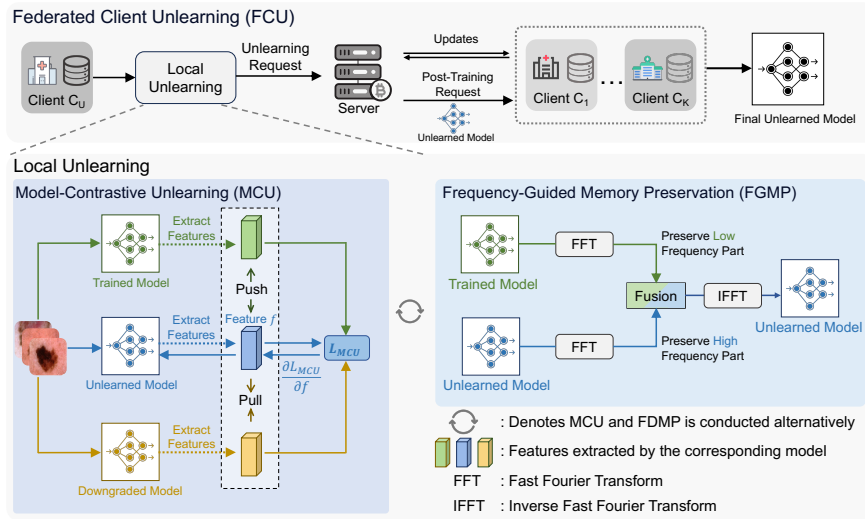 Federated Client Unlearning (FCU)
Client C_U
Local
Unlearning
Unlearning
Request
Server
Updates
Post-Training
Request
Unlearned Model
Client C_1
...
Client C_K
Final Unlearned Model
Local Unlearning
Model-Contrastive Unlearning (MCU)
Extract
Features
Trained Model
Push
Extract
Features
Feature f
Unlearned Model
L_MCU
∂L_MCU
∂f
Pull
Extract
Features
Downgraded Model
Frequency-Guided Memory Preservation (FGMP)
Trained Model
FFT
Preserve Low
Frequency Part
Fusion
IFFT
Unlearned Model
Unlearned Model
FFT
Preserve High
Frequency Part
: Denotes MCU and FDMP is conducted alternatively
: Features extracted by the corresponding model
FFT : Fast Fourier Transform
IFFT : Inverse Fast Fourier Transform